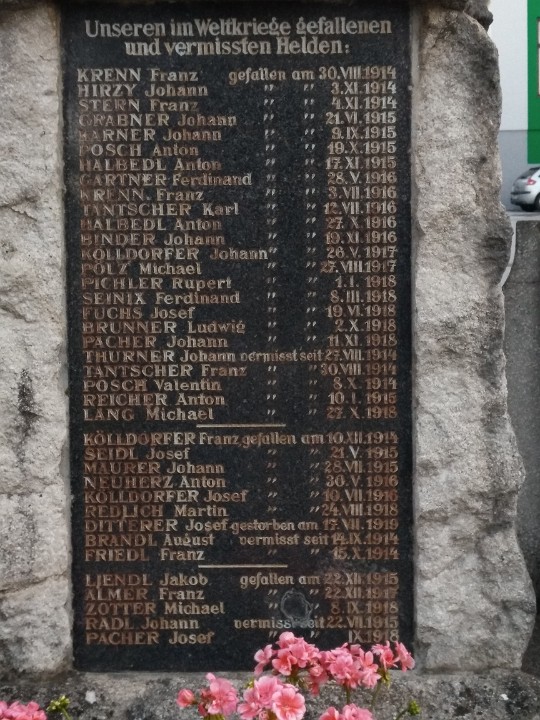 Unseren im Weltkriege gefallenen
und vermissten Helden:
KRENN Franz gefallen am 30.VIII.1914
HIRZY Johann " " 3.XI.1914
STERN Franz " " 4.XI.1914
GRABNER Johann " " 21.VI.1915
HARNER Johann " " 9.IX.1915
POSCH Anton " " 19.X.1915
HALBEDL Anton " " 17.XI.1915
GARTNER Ferdinand " " 28.V.1916
KRENN Franz " " 3.VII.1916
TANTSCHER Karl " " 12.VII.1916
HALBEDL Anton " " 27.X.1916
BINDER Johann " " 19.XI.1916
KÖLLDORFER Johann " " 26.V.1917
PÖLZ Michael " " 27.VIII.1917
PICHLER Rupert " " 1.I.1918
SEINIX Ferdinand " " 8.III.1918
FUCHS Josef " " 19.VI.1918
BRUNNER Ludwig " " 2.X.1918
PACHER Johann " " 11.XI.1918
THURNER Johann vermisst seit 27.VIII.1914
TANTSCHER Franz " " 30.VIII.1914
POSCH Valentin " " 8.X.1914
REICHER Anton " " 10.I.1915
LANG Michael " " 27.X.1918
KÖLLDORFER Franz gefallen am 10.XII.1914
SEIDL Josef " " 21.V.1915
MAURER Johann " " 28.VII.1915
NEUHERZ Anton " " 30.V.1916
KÖLLDORFER Josef " " 10.VII.1916
REDLICH Martin " " 24.VIII.1918
DITTERER Josef gestorben am 17.VII.1919
BRANDL August vermisst seit 14.IX.1914
FRIEDL Franz " " 15.X.1914
LJENDL Jakob gefallen am 22.XII.1915
ALMER Franz " " 22.XII.1917
ZOTTER Michael " 8.IX.1918
RADL Johann vermisst seit 22.VII.1915
PACHER Josef " " IX.1918